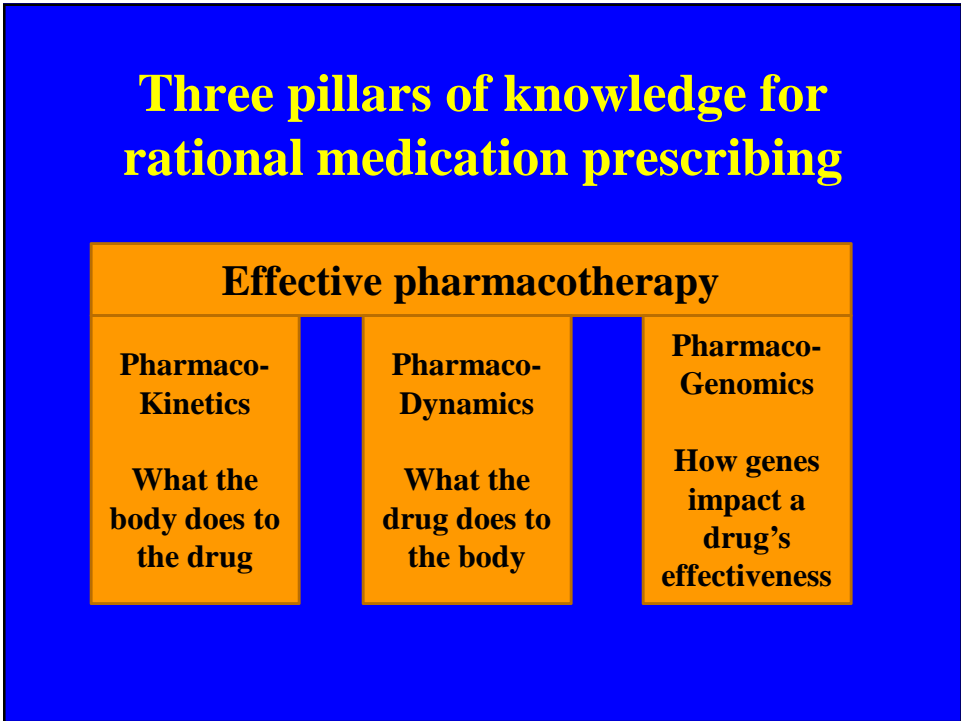 Three pillars of knowledge for
rational medication prescribing
Effective pharmacotherapy
Pharmaco-
Kinetics
What the
body does to
the drug
Pharmaco-
Dynamics
What the
drug does to
the body
Pharmaco-
Genomics
How genes
impact a
drug’s
effectiveness